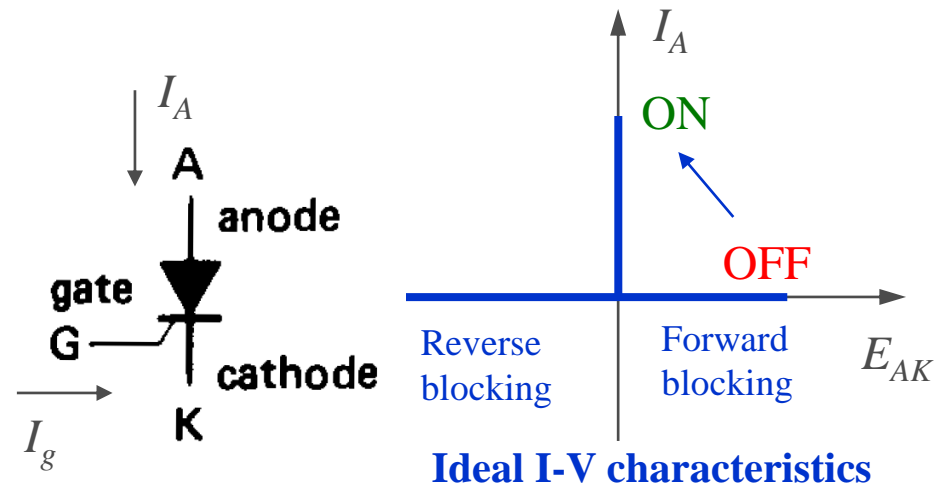 I_A
A
anode
gate
G
cathode
K
I_g
I_A
ON
OFF
Reverse
blocking
Forward
blocking
E_AK
Ideal I-V characteristics